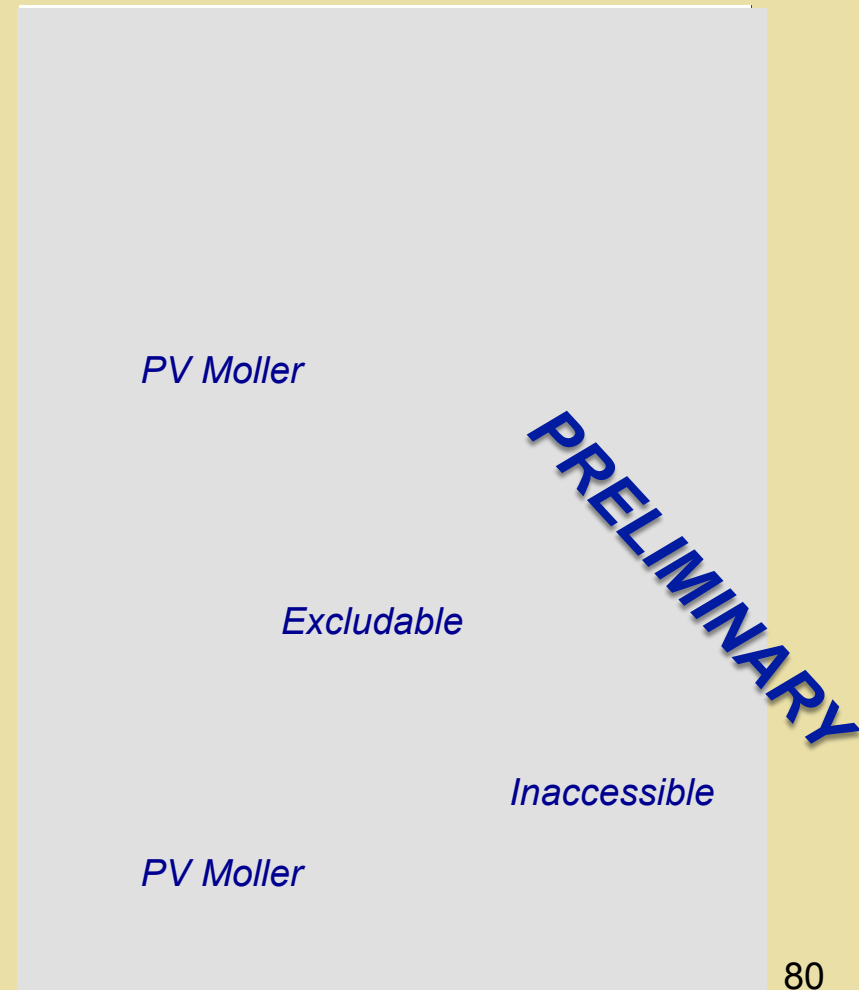 PV Moller
PRELIMINARY
Excludable
Inaccessible
PV Moller
80